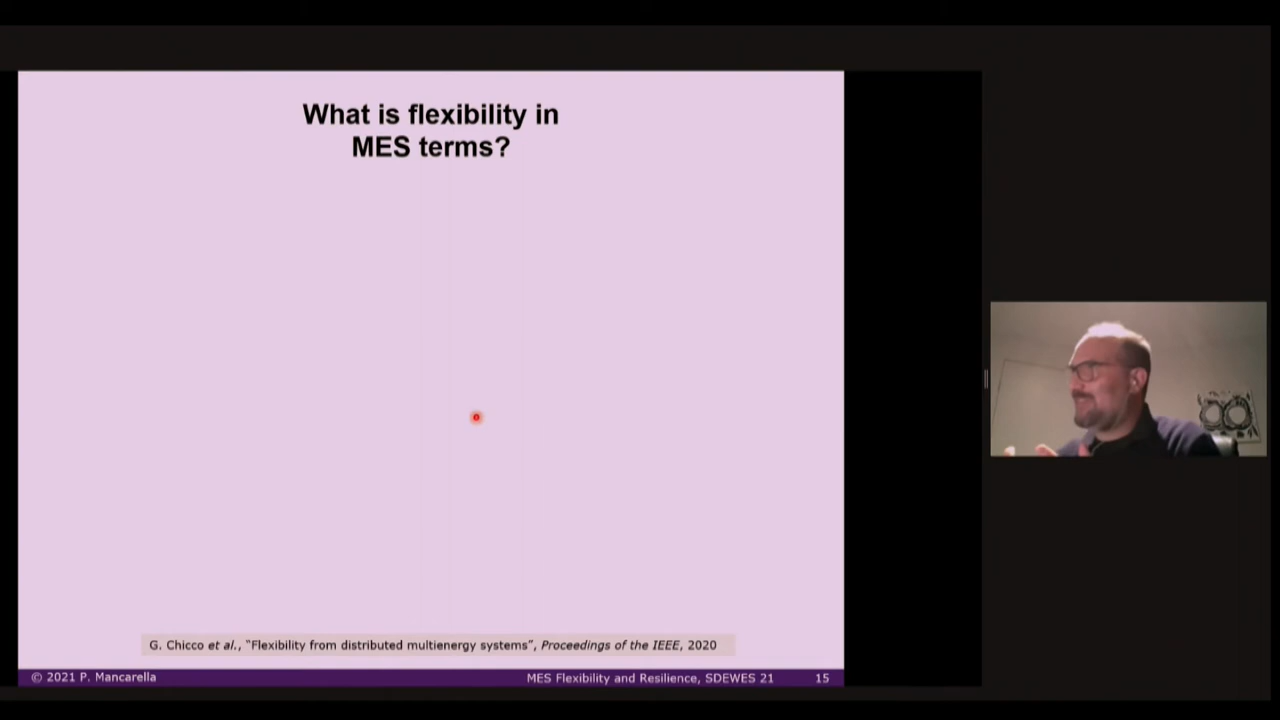 What is flexibility in
MES terms?
G. Chicco et al., “Flexibility from distributed multienergy systems”, Proceedings of the IEEE, 2020
© 2021 P. Mancarella
MES Flexibility and Resilience, SDEWES 21
15